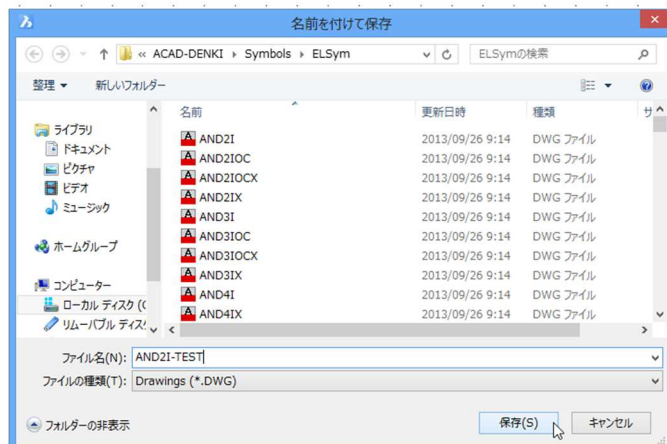 名前を付けて保存
« ACAD-DENKI ▸ Symbols ▸ ELSym
ELSymの検索
整理 ▼ 新しいフォルダー
名前 更新日時 種類 サ
AND2I 2013/09/26 9:14 DWG ファイル
AND2IOC 2013/09/26 9:14 DWG ファイル
AND2IOCX 2013/09/26 9:14 DWG ファイル
AND2IX 2013/09/26 9:14 DWG ファイル
AND3I 2013/09/26 9:14 DWG ファイル
AND3IOC 2013/09/26 9:14 DWG ファイル
AND3IOCX 2013/09/26 9:14 DWG ファイル
AND3IX 2013/09/26 9:14 DWG ファイル
AND4I 2013/09/26 9:14 DWG ファイル
AND4IX 2013/09/26 9:14 DWG ファイル
ライブラリ
ドキュメント
ピクチャ
ビデオ
ミュージック
ホームグループ
コンピューター
ローカル ディスク (C
リムーバブル ディスク
ファイル名(N): AND2I-TEST
ファイルの種類(T): Drawings (*.DWG)
フォルダーの非表示
保存(S) キャンセル